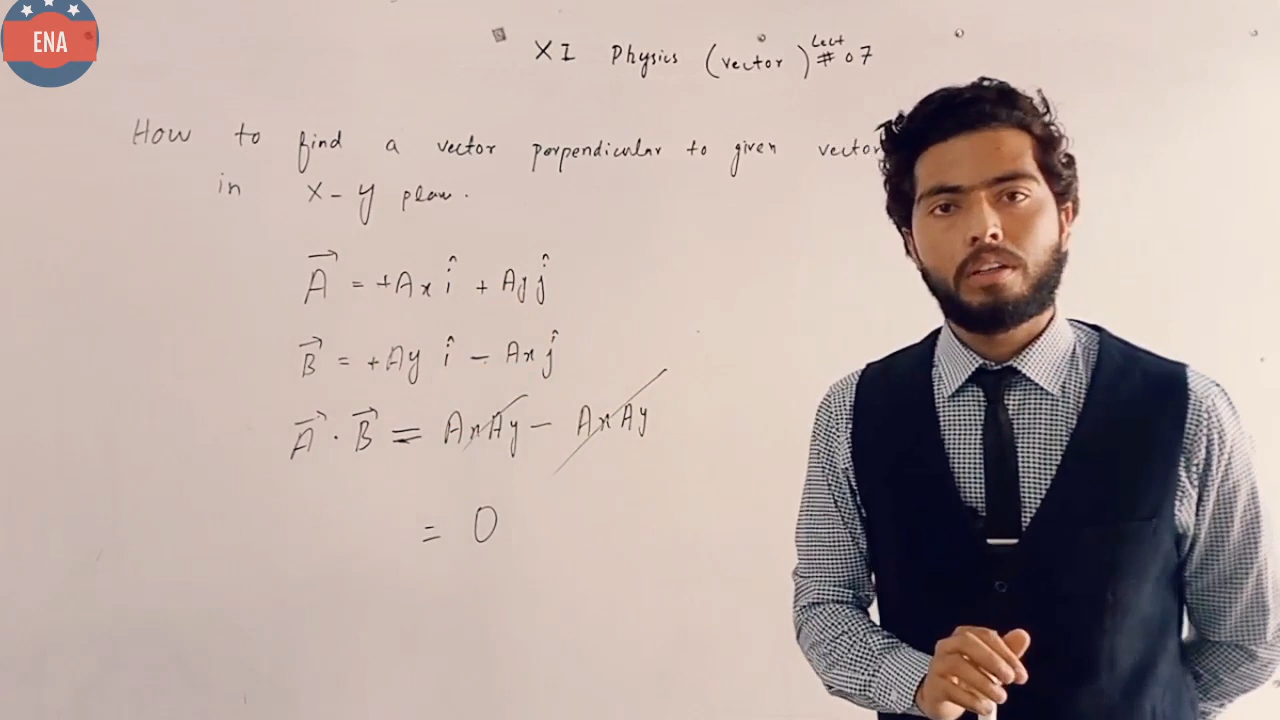 ENA
XI Physics (vector) Lect # 07
How to find a vector perpendicular to given vector
in X-y plan.
A⃗ = +Ax î + Ay ĵ
B⃗ = +Ay î - Ax ĵ
A⃗ · B⃗ = AxAy - AxAy
= 0